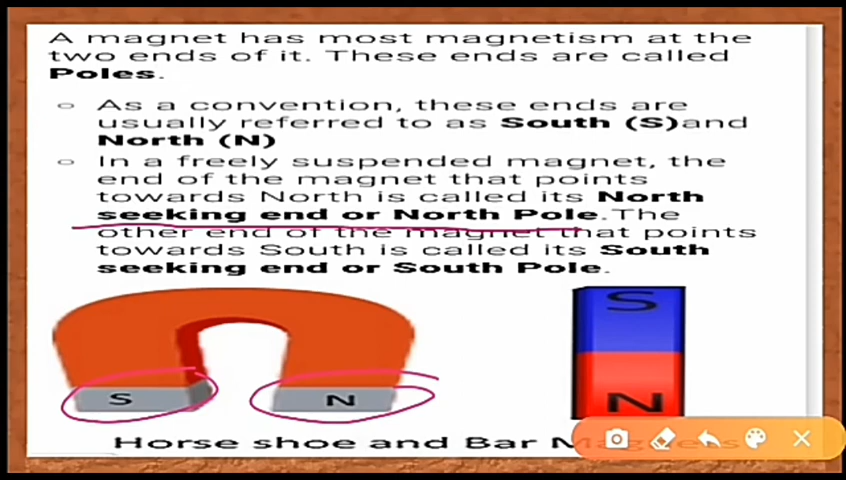 A magnet has most magnetism at the
two ends of it. These ends are called
Poles.
As a convention, these ends are
usually referred to as South (S)and
North (N)
In a freely suspended magnet, the
end of the magnet that points
towards North is called its North
seeking end or North Pole.The
other end of the magnet that points
towards South is called its South
seeking end or South Pole.
S
N
S
N
Horse shoe and Bar